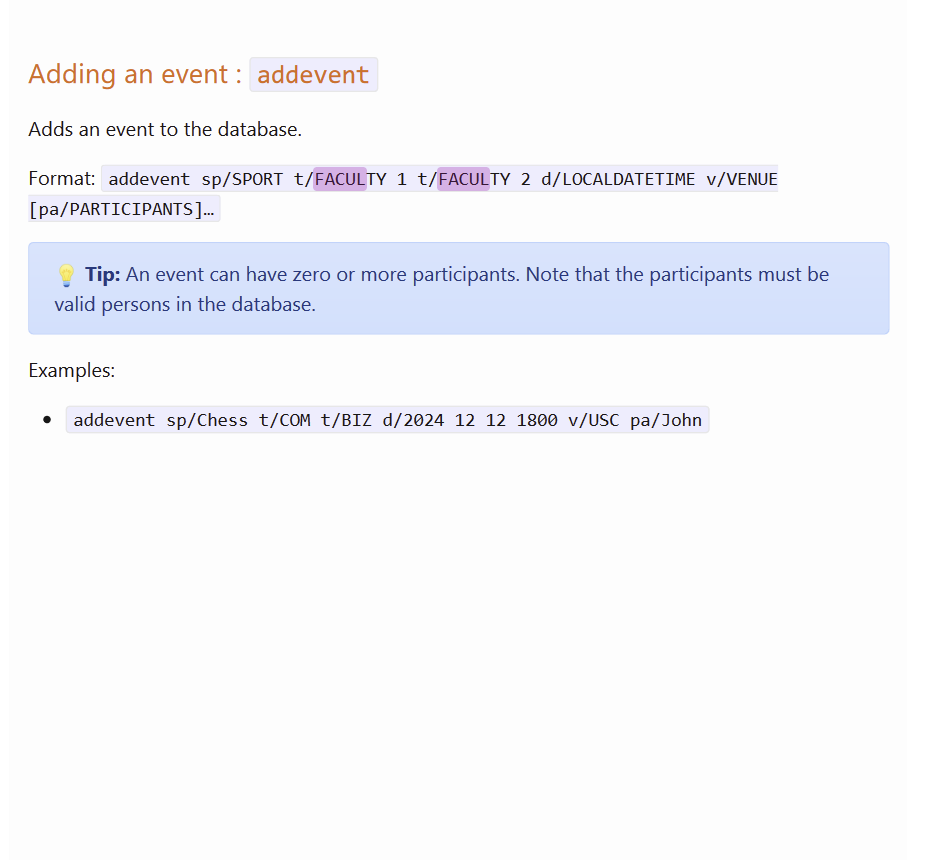 Adding an event : addevent
Adds an event to the database.
Format: addevent sp/SPORT t/FACULTY 1 t/FACULTY 2 d/LOCALDATETIME v/VENUE
[pa/PARTICIPANTS]…
💡 Tip: An event can have zero or more participants. Note that the participants must be
valid persons in the database.
Examples:
• addevent sp/Chess t/COM t/BIZ d/2024 12 12 1800 v/USC pa/John